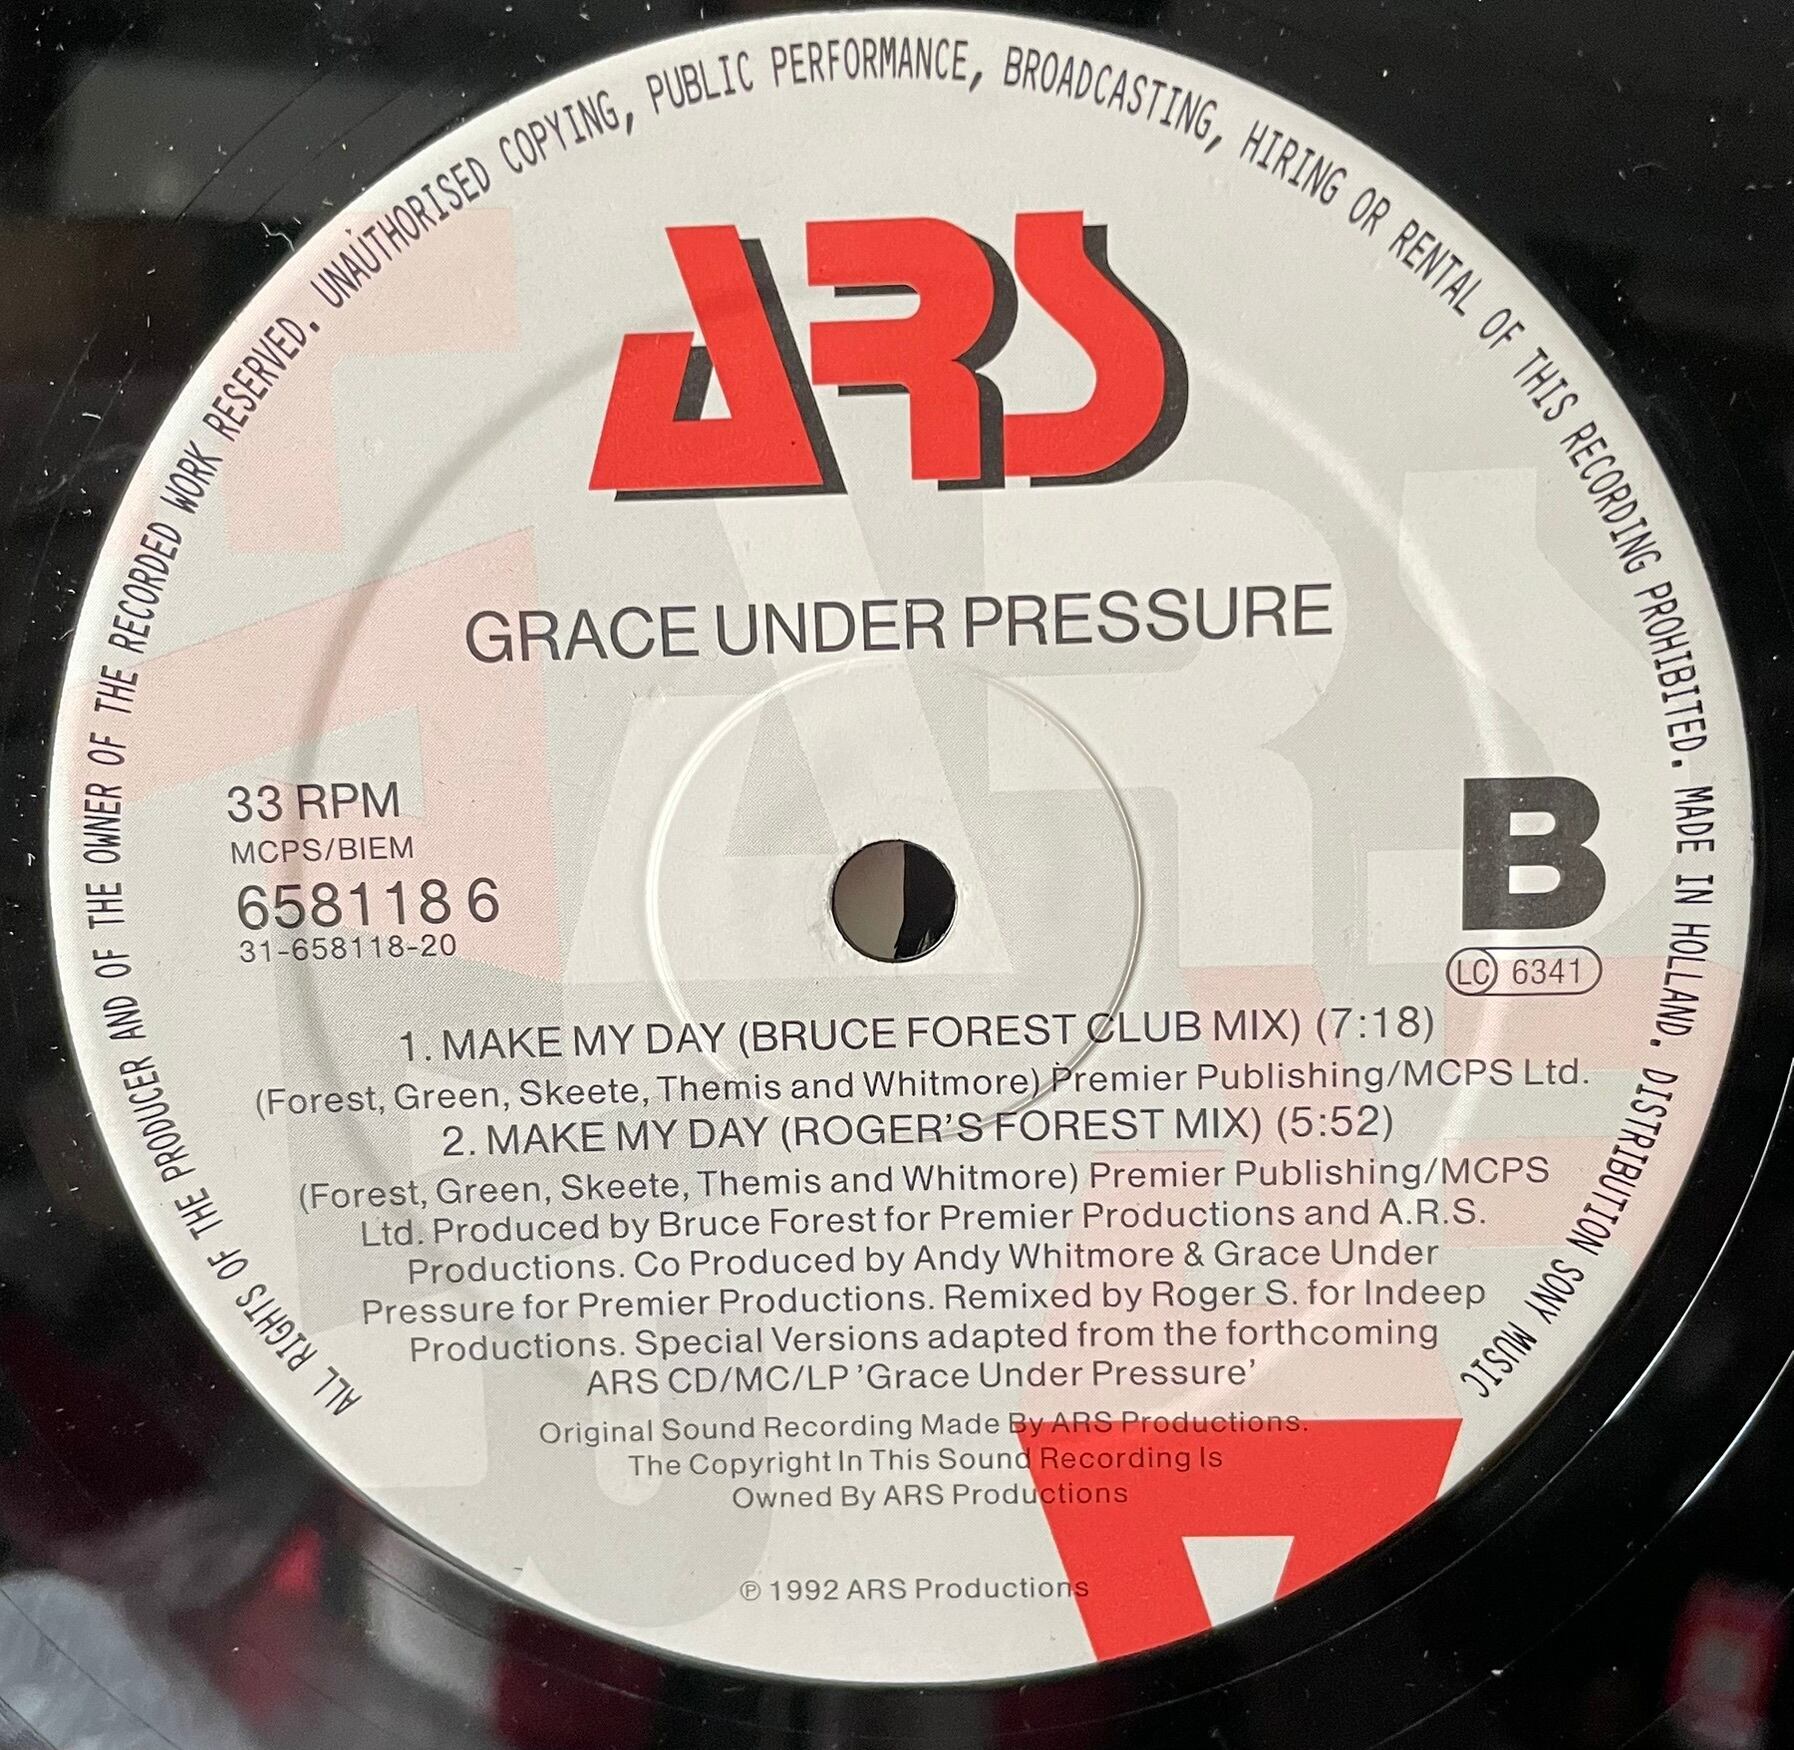 ALL RIGHTS OF THE PRODUCER AND OF THE OWNER OF THE RECORDED WORK RESERVED. UNAUTHORISED COPYING, PUBLIC PERFORMANCE, BROADCASTING, HIRING OR RENTAL OF THIS RECORDING PROHIBITED. MADE IN HOLLAND. DISTRIBUTION SONY MUSIC
ARS
GRACE UNDER PRESSURE
33 RPM
MCPS/BIEM
658118 6
31-658118-20
B
LC 6341
1. MAKE MY DAY (BRUCE FOREST CLUB MIX) (7:18)
(Forest, Green, Skeete, Themis and Whitmore) Premier Publishing/MCPS Ltd.
2. MAKE MY DAY (ROGER'S FOREST MIX) (5:52)
(Forest, Green, Skeete, Themis and Whitmore) Premier Publishing/MCPS
Ltd. Produced by Bruce Forest for Premier Productions and A.R.S.
Productions. Co Produced by Andy Whitmore & Grace Under
Pressure for Premier Productions. Remixed by Roger S. for Indeep
Productions. Special Versions adapted from the forthcoming
ARS CD/MC/LP 'Grace Under Pressure'
Original Sound Recording Made By ARS Productions.
The Copyright In This Sound Recording Is
Owned By ARS Productions
℗ 1992 ARS Productions